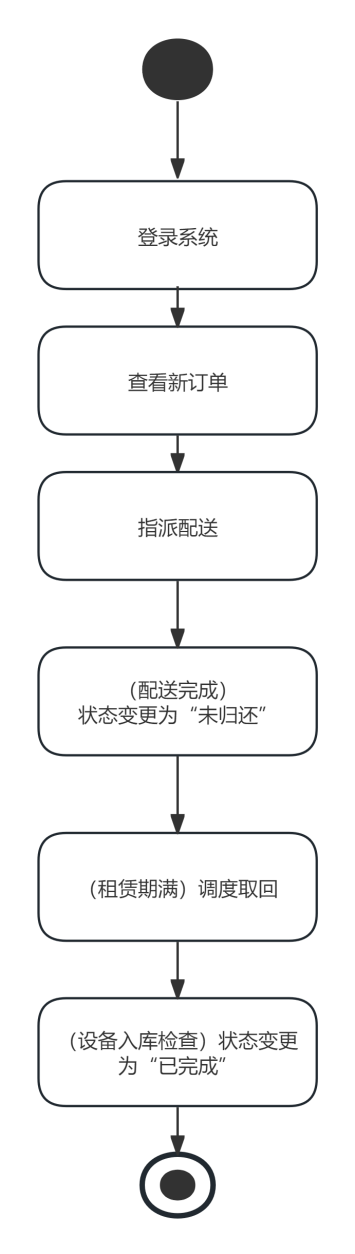 登录系统
查看新订单
指派配送
（配送完成）
状态变更为“未归还”
（租赁期满）调度取回
（设备入库检查）状态变更
为“已完成”